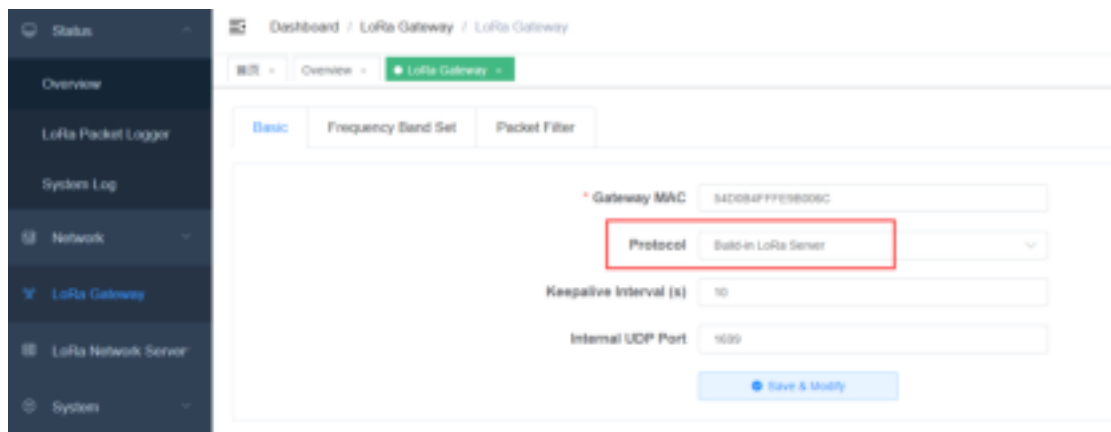 Status
Overview
LoRa Packet Logger
System Log
Network
LoRa Gateway
LoRa Network Server
System
Dashboard / LoRa Gateway / LoRa Gateway
首页 × Overview × LoRa Gateway ×
Basic Frequency Band Set Packet Filter
* Gateway MAC
Protocol Build-in LoRa Server
Keepalive Interval (s) 10
Internal UDP Port
Save & Modify